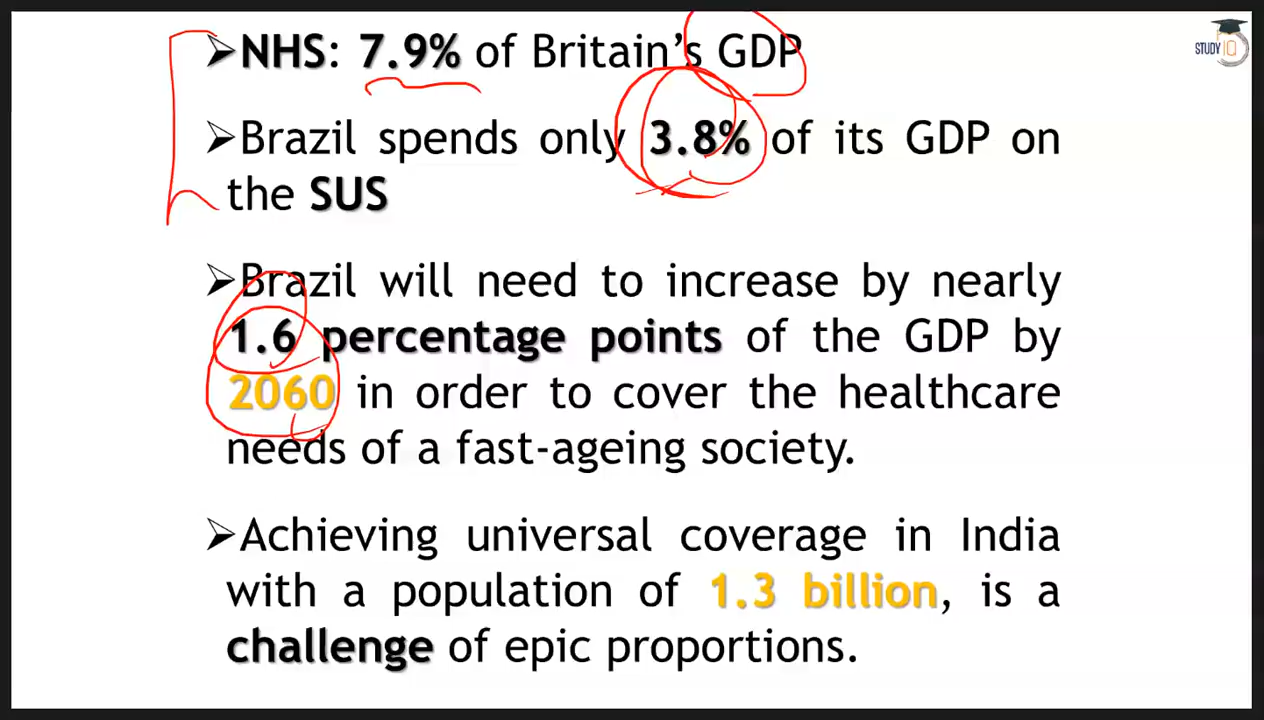 ➢NHS: 7.9% of Britain's GDP
➢Brazil spends only 3.8% of its GDP on
the SUS
➢Brazil will need to increase by nearly
1.6 percentage points of the GDP by
2060 in order to cover the healthcare
needs of a fast-ageing society.
➢Achieving universal coverage in India
with a population of 1.3 billion, is a
challenge of epic proportions.
STUDY IQ